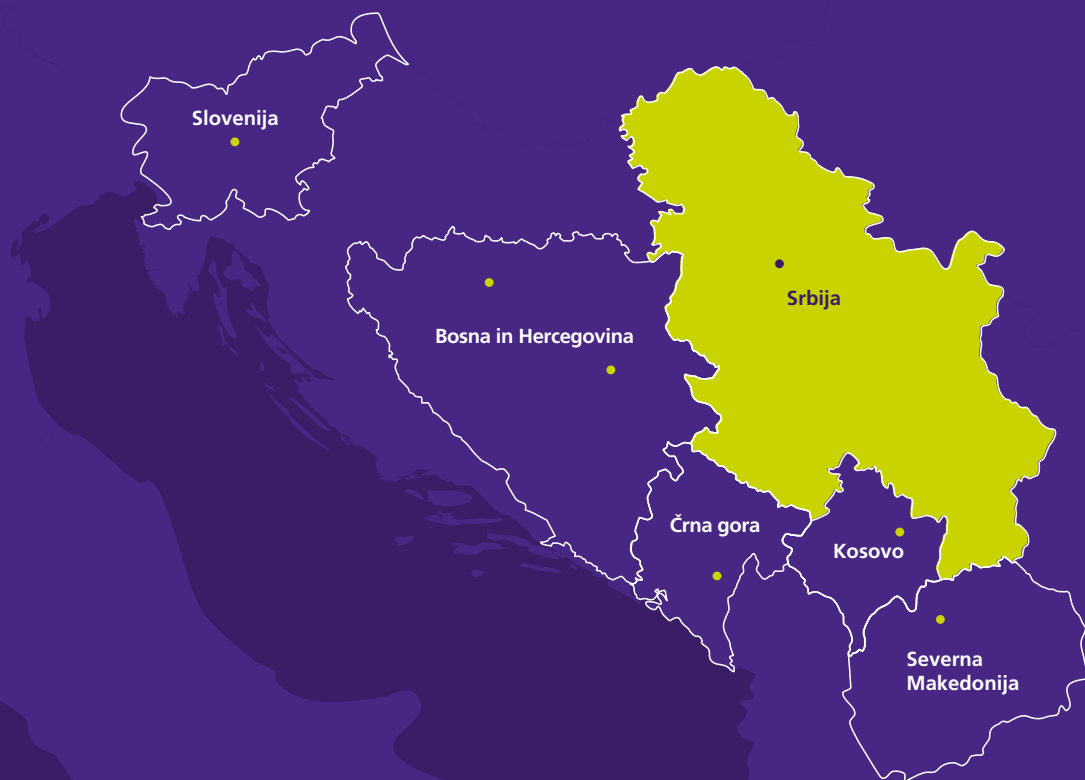 Slovenija
Srbija
Bosna in Hercegovina
Črna gora
Kosovo
Severna
Makedonija